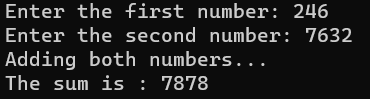 Enter the first number: 246
Enter the second number: 7632
Adding both numbers...
The sum is : 7878